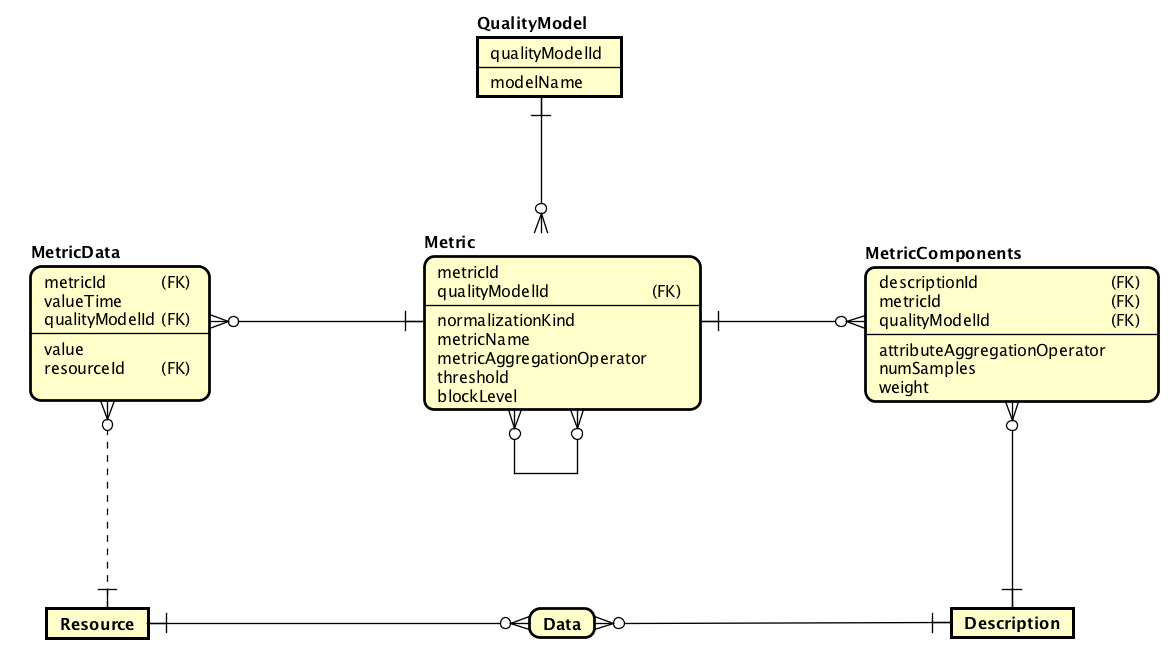 QualityModel
qualityModelId
modelName
MetricData
metricId (FK)
valueTime
qualityModelId (FK)
value
resourceId (FK)
Metric
metricId
qualityModelId (FK)
normalizationKind
metricName
metricAggregationOperator
threshold
blockLevel
MetricComponents
descriptionId (FK)
metricId (FK)
qualityModelId (FK)
attributeAggregationOperator
numSamples
weight
Resource
Data
Description